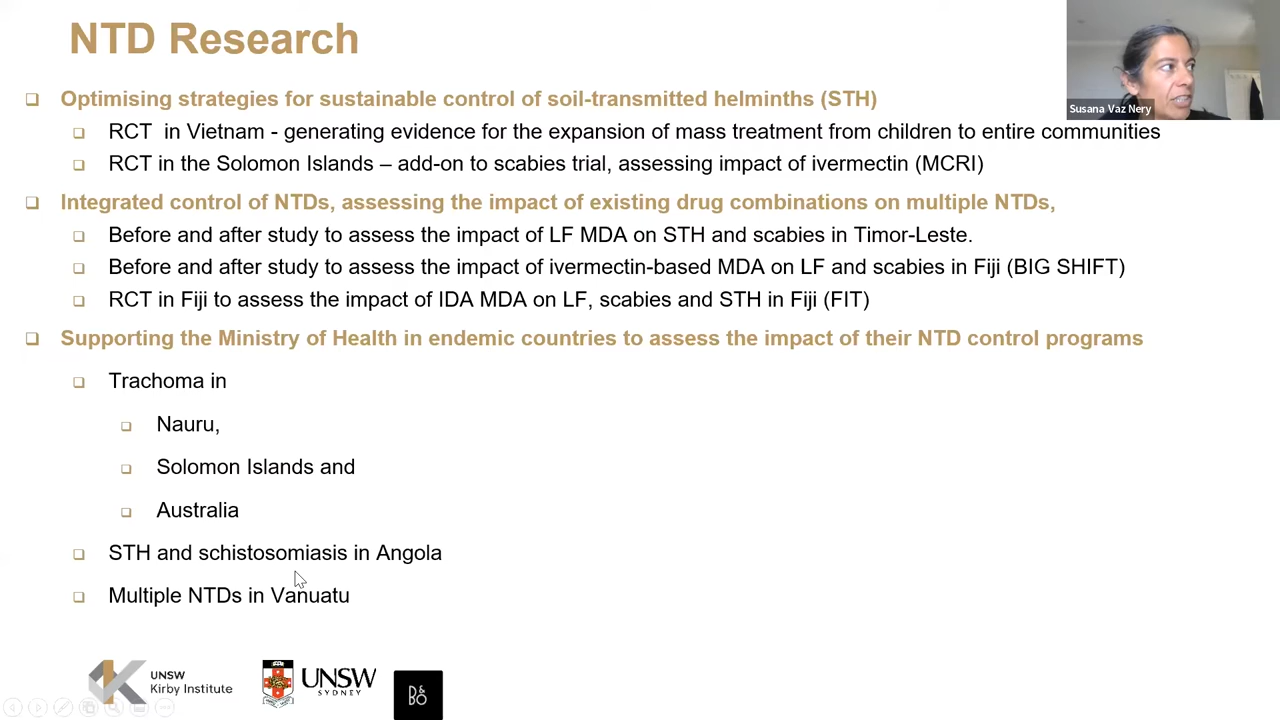 NTD Research
Susana Vaz Nery
Optimising strategies for sustainable control of soil-transmitted helminths (STH)
RCT in Vietnam - generating evidence for the expansion of mass treatment from children to entire communities
RCT in the Solomon Islands – add-on to scabies trial, assessing impact of ivermectin (MCRI)
Integrated control of NTDs, assessing the impact of existing drug combinations on multiple NTDs,
Before and after study to assess the impact of LF MDA on STH and scabies in Timor-Leste.
Before and after study to assess the impact of ivermectin-based MDA on LF and scabies in Fiji (BIG SHIFT)
RCT in Fiji to assess the impact of IDA MDA on LF, scabies and STH in Fiji (FIT)
Supporting the Ministry of Health in endemic countries to assess the impact of their NTD control programs
Trachoma in
Nauru,
Solomon Islands and
Australia
STH and schistosomiasis in Angola
Multiple NTDs in Vanuatu
UNSW
Kirby Institute
UNSW
SYDNEY
B&
BO